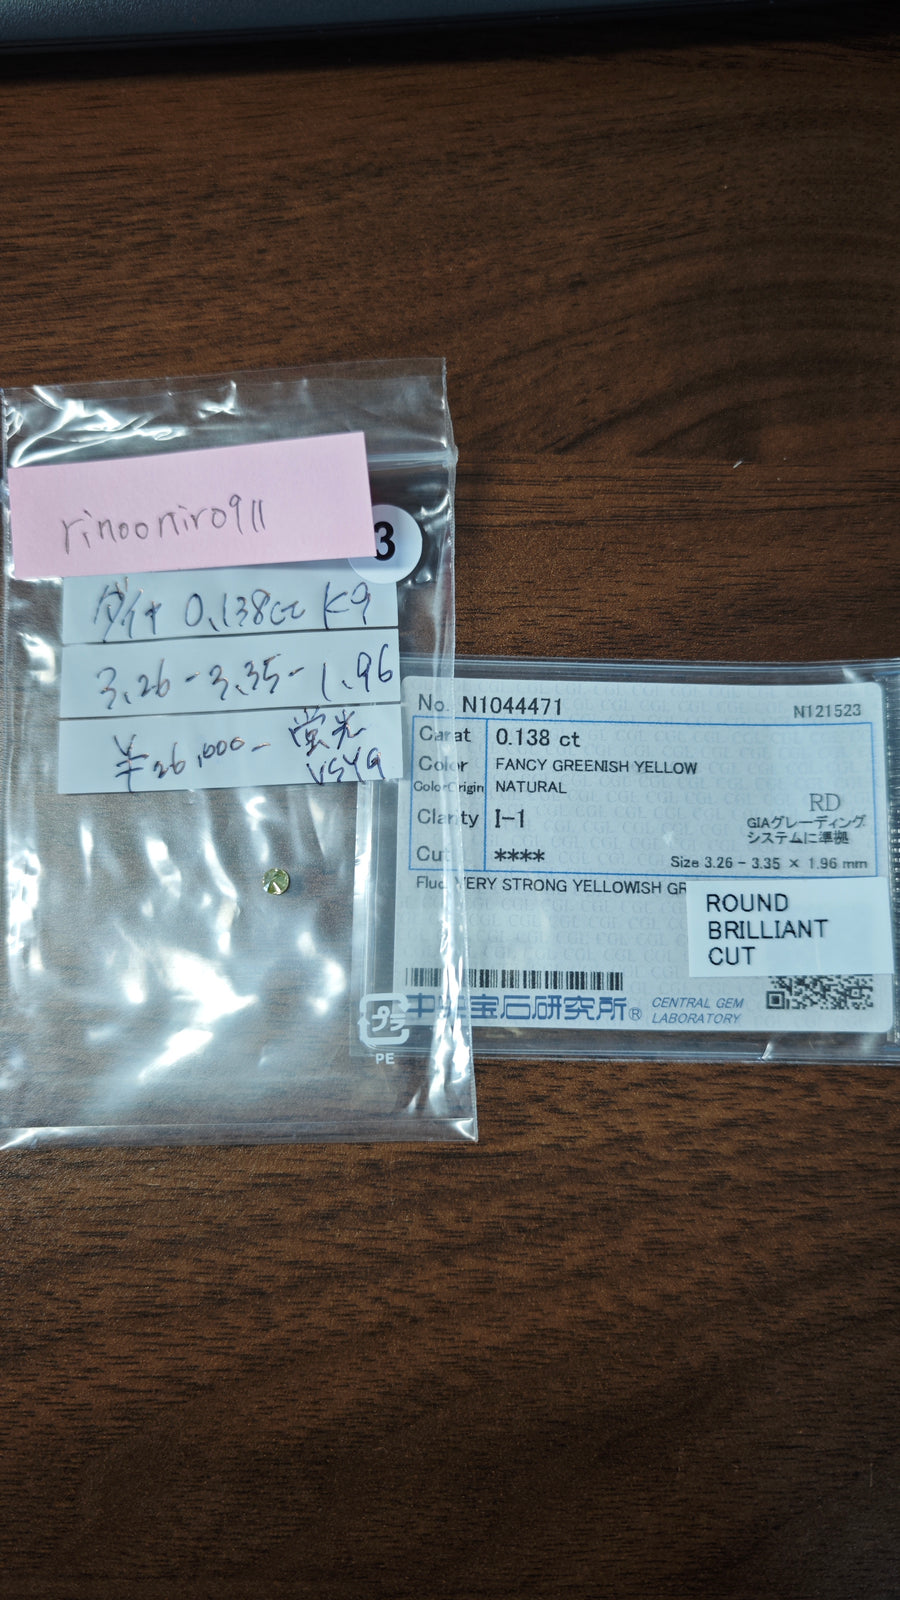 rinooniro911
3
ダイヤ 0.138ct K9
3.26-3.35-1.96
¥26,000- 蛍光
VSYG
No. N1044471
N121523
Carat 0.138 ct
Color FANCY GREENISH YELLOW
Color Origin NATURAL
Clarity I-1
RD
GIAグレーディング
システムに準拠
Cut ****
Size 3.26 - 3.35 × 1.96 mm
VERY STRONG YELLOWISH GR
ROUND
BRILLIANT
CUT
中央宝石研究所® CENTRAL GEM
LABORATORY
プラ
PE